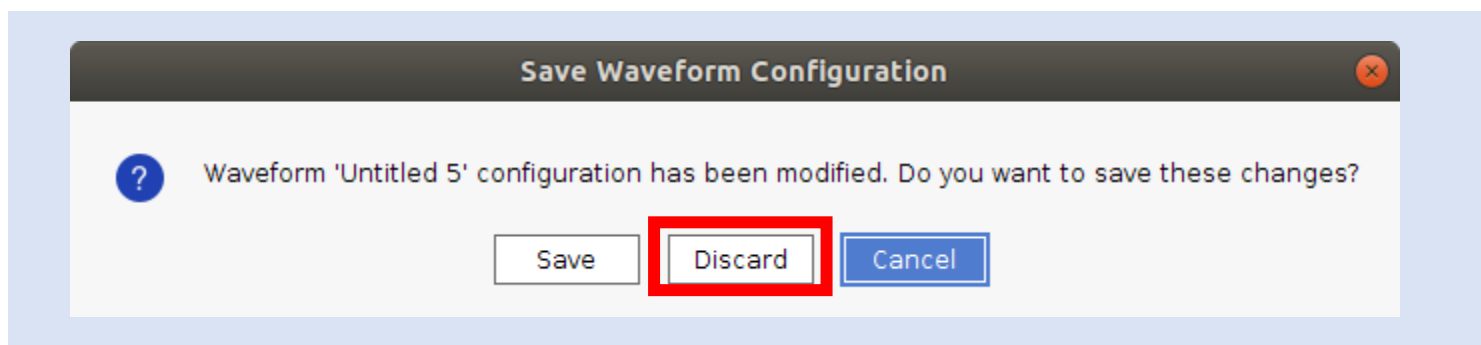 Save Waveform Configuration
Waveform 'Untitled 5' configuration has been modified. Do you want to save these changes?
Save Discard Cancel